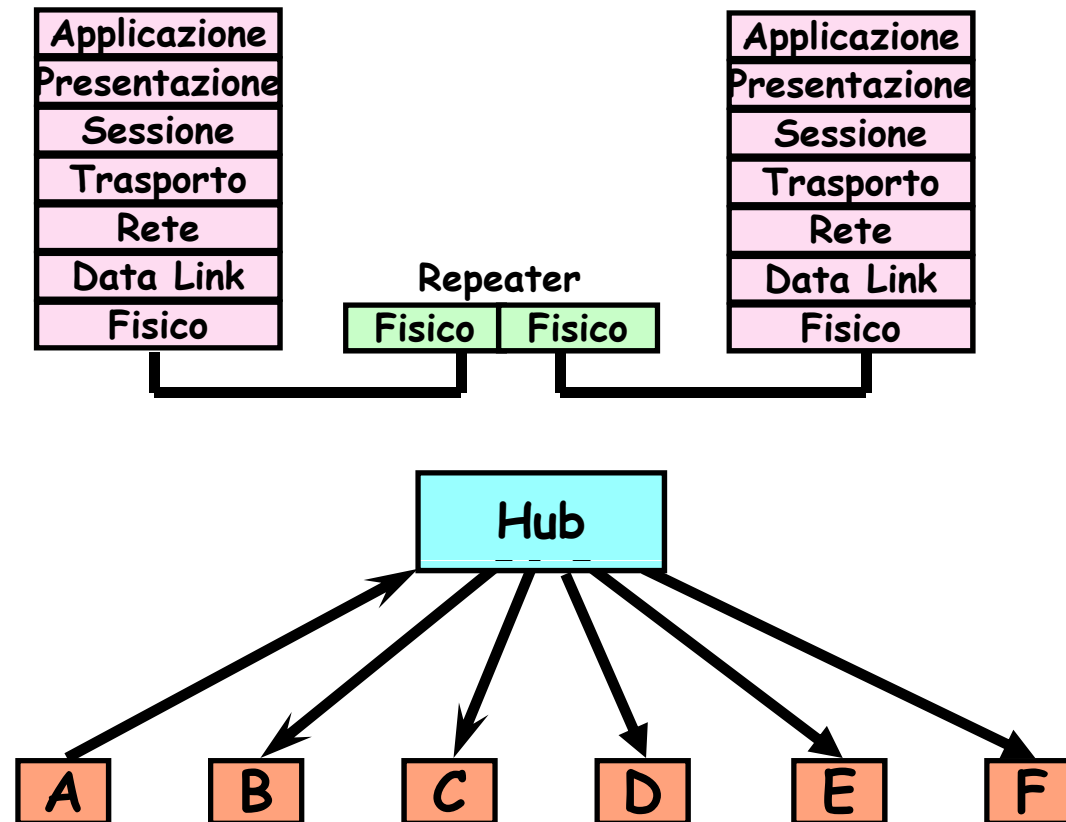 Applicazione
Presentazione
Sessione
Trasporto
Rete
Data Link
Fisico
Repeater
Fisico Fisico
Applicazione
Presentazione
Sessione
Trasporto
Rete
Data Link
Fisico
Hub
A B C D E F